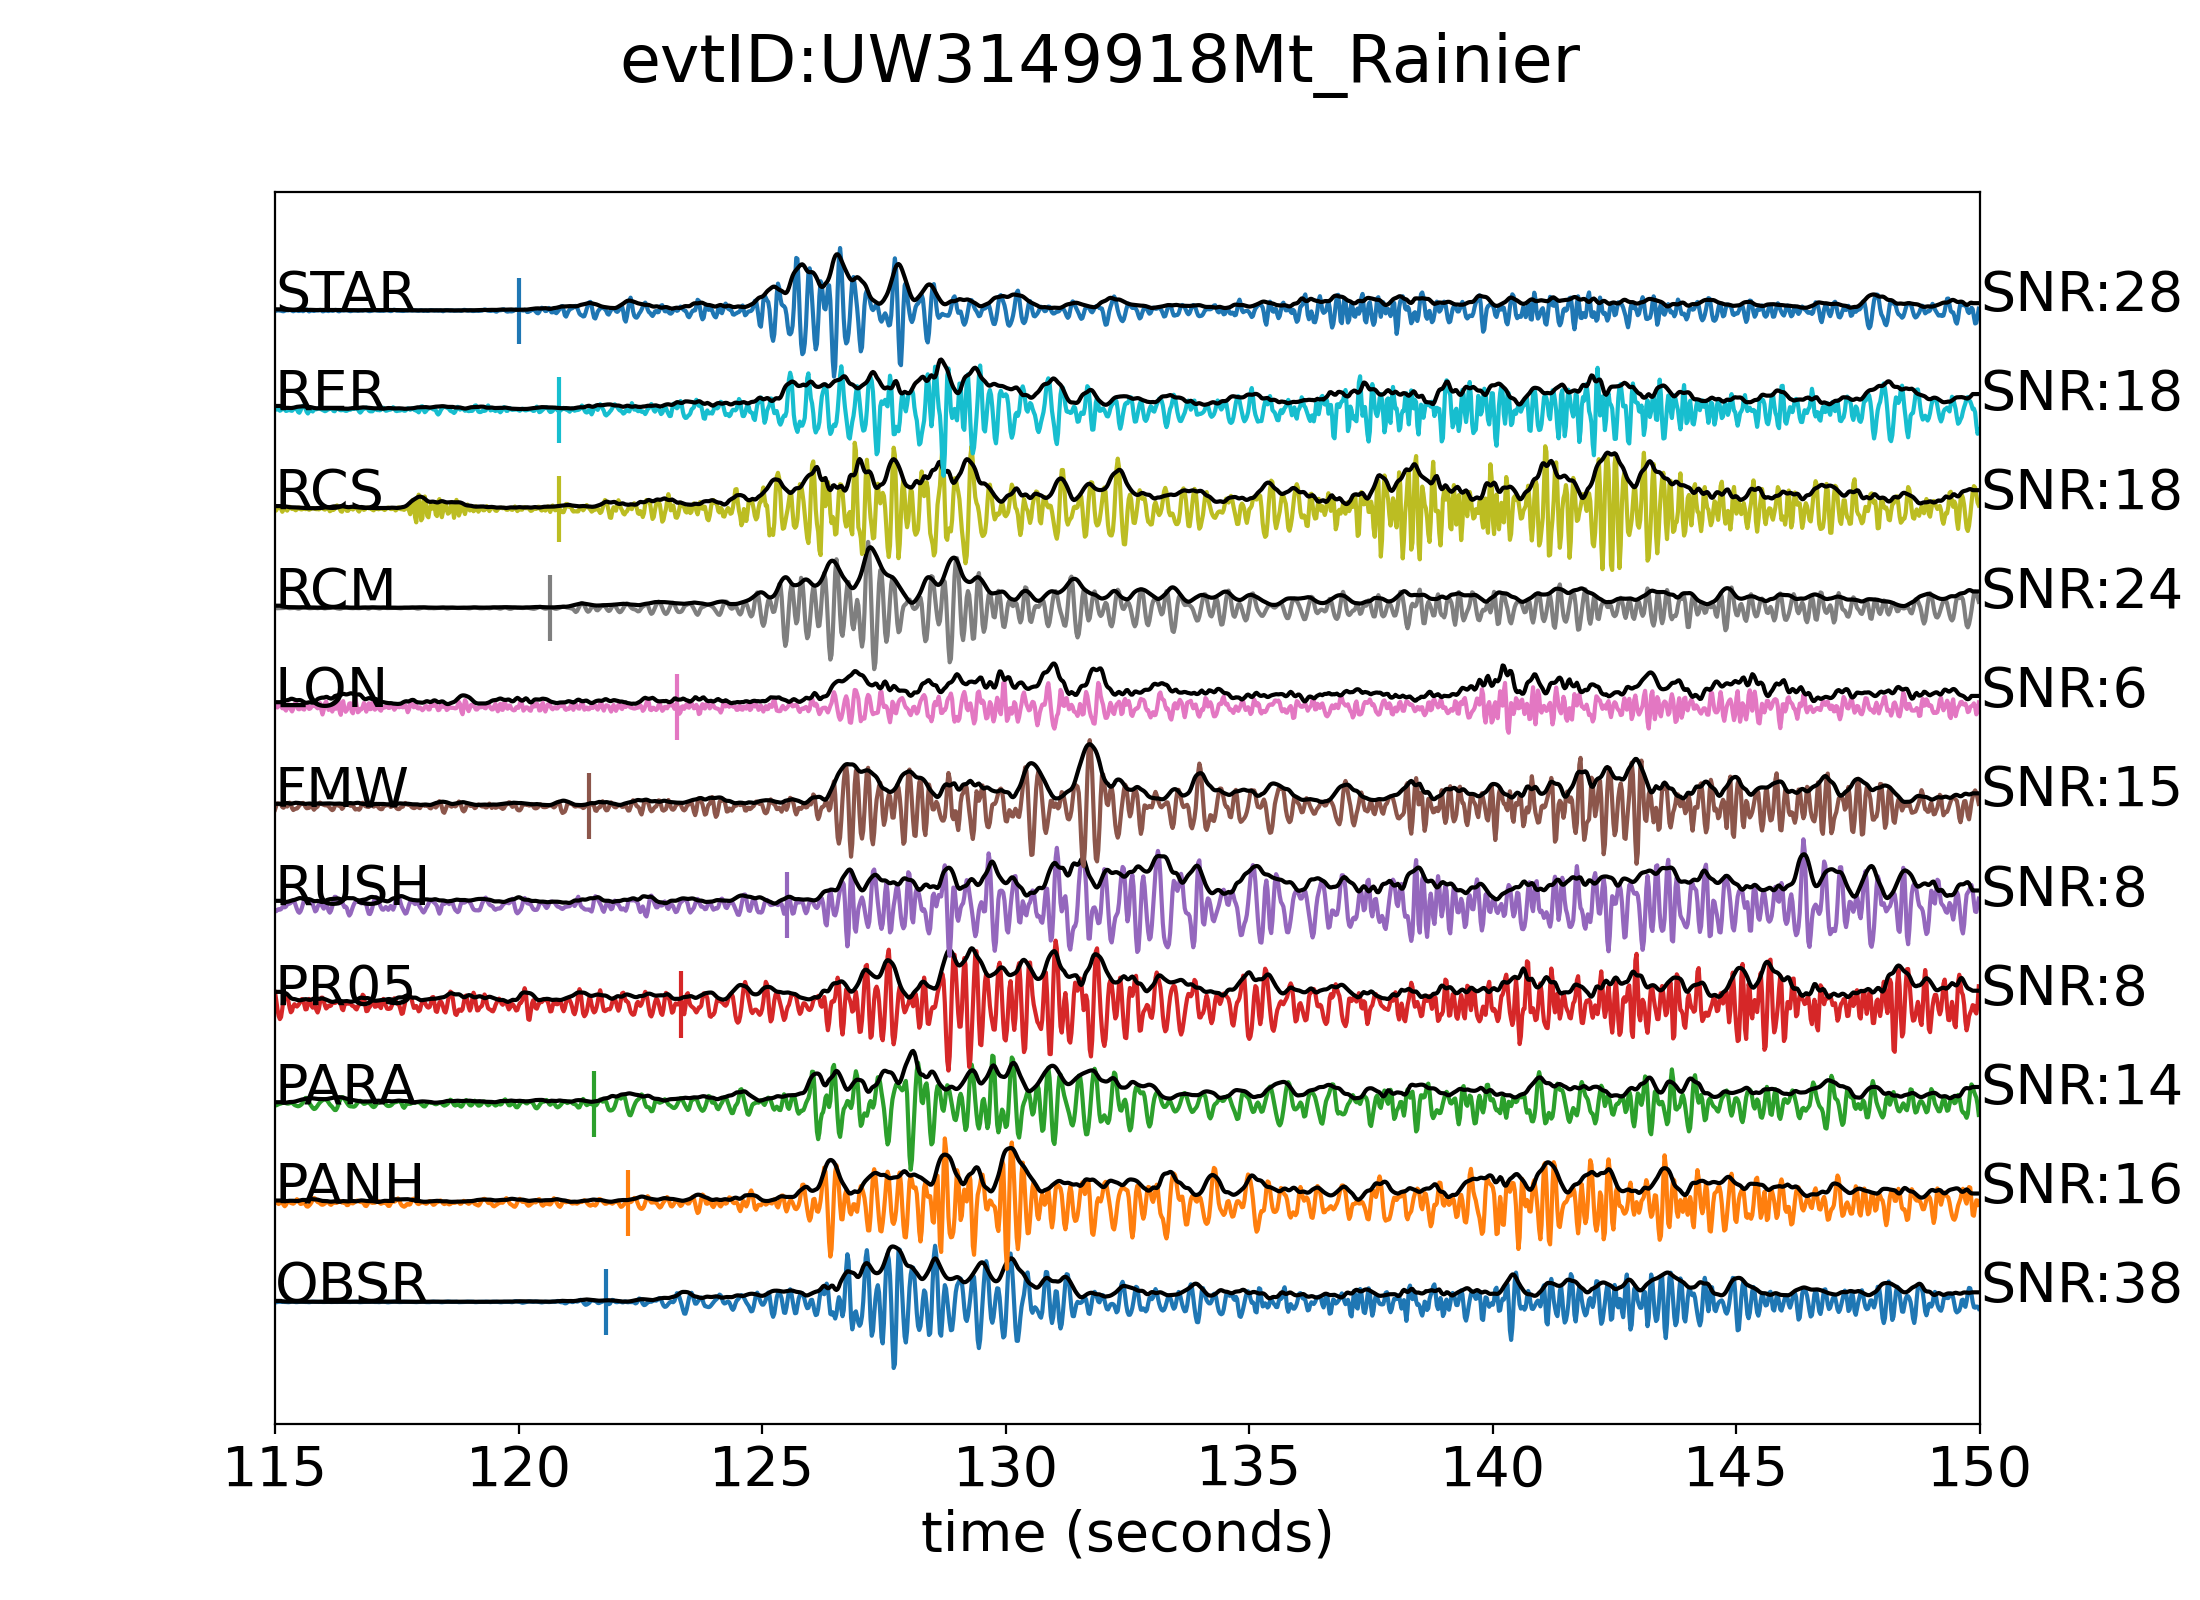 evtID:UW3149918Mt_Rainier
STAR SNR:28
RER SNR:18
RCS SNR:18
RCM SNR:24
LON SNR:6
FMW SNR:15
RUSH SNR:8
PR05 SNR:8
PARA SNR:14
PANH SNR:16
OBSR SNR:38
115 120 125 130 135 140 145 150
time (seconds)